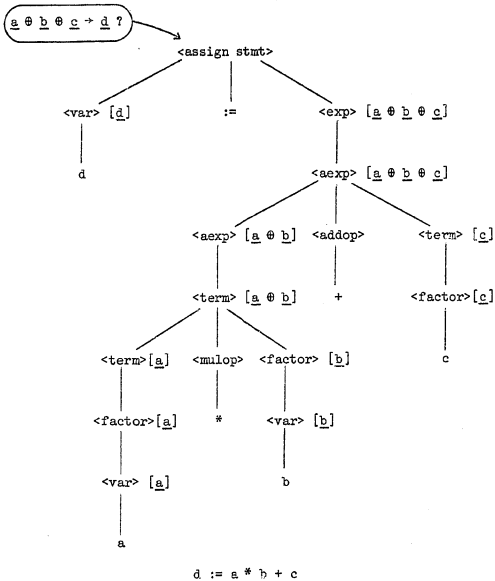 a ⊕ b ⊕ c → d ?
<assign stmt>
<var> [d] := <exp> [a ⊕ b ⊕ c]
d <aexp> [a ⊕ b ⊕ c]
<aexp> [a ⊕ b] <addop> <term> [c]
<term> [a ⊕ b] + <factor>[c]
<term>[a] <mulop> <factor> [b] c
<factor>[a] * <var> [b]
<var> [a] b
a
d := a * b + c